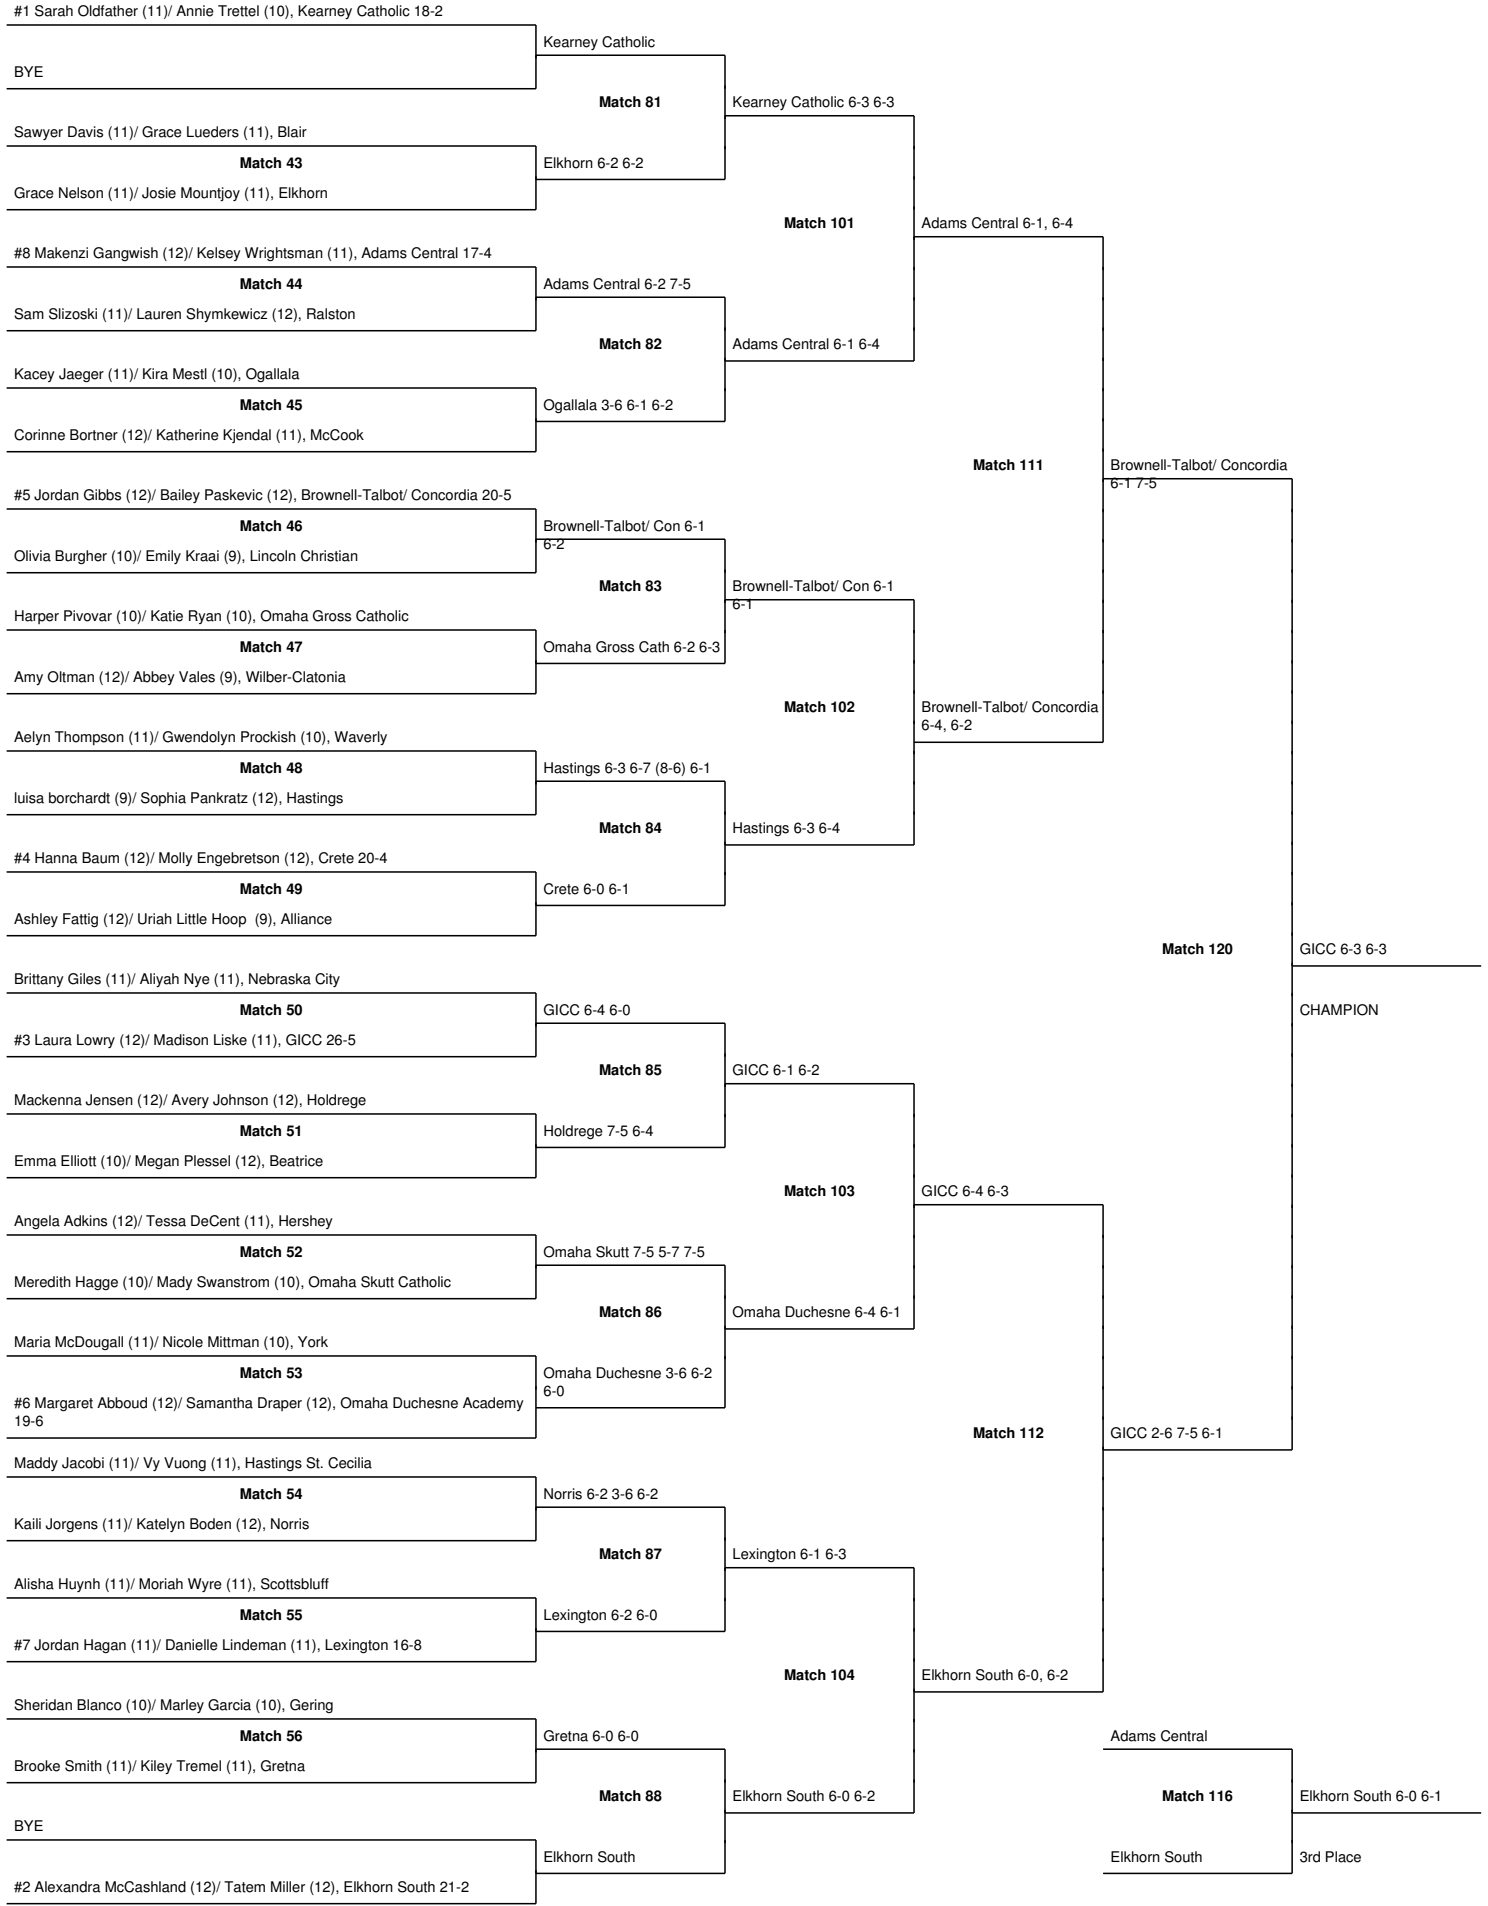 #1 Sarah Oldfather (11)/ Annie Trettel (10), Kearney Catholic 18-2
Kearney Catholic
BYE
Match 81
Kearney Catholic 6-3 6-3
Sawyer Davis (11)/ Grace Lueders (11), Blair
Match 43
Elkhorn 6-2 6-2
Grace Nelson (11)/ Josie Mountjoy (11), Elkhorn
Match 101
Adams Central 6-1, 6-4
#8 Makenzi Gangwish (12)/ Kelsey Wrightsman (11), Adams Central 17-4
Match 44
Adams Central 6-2 7-5
Sam Slizoski (11)/ Lauren Shymkewicz (12), Ralston
Match 82
Adams Central 6-1 6-4
Kacey Jaeger (11)/ Kira Mestl (10), Ogallala
Match 45
Ogallala 3-6 6-1 6-2
Corinne Bortner (12)/ Katherine Kjendal (11), McCook
Match 111
Brownell-Talbot/ Concordia
6-1 7-5
#5 Jordan Gibbs (12)/ Bailey Paskevic (12), Brownell-Talbot/ Concordia 20-5
Match 46
Brownell-Talbot/ Con 6-1
6-2
Olivia Burgher (10)/ Emily Kraai (9), Lincoln Christian
Match 83
Brownell-Talbot/ Con 6-1
6-1
Harper Pivovar (10)/ Katie Ryan (10), Omaha Gross Catholic
Match 47
Omaha Gross Cath 6-2 6-3
Amy Oltman (12)/ Abbey Vales (9), Wilber-Clatonia
Match 102
Brownell-Talbot/ Concordia
6-4, 6-2
Aelyn Thompson (11)/ Gwendolyn Prockish (10), Waverly
Match 48
Hastings 6-3 6-7 (8-6) 6-1
luisa borchardt (9)/ Sophia Pankratz (12), Hastings
Match 84
Hastings 6-3 6-4
#4 Hanna Baum (12)/ Molly Engebretson (12), Crete 20-4
Match 49
Crete 6-0 6-1
Ashley Fattig (12)/ Uriah Little Hoop (9), Alliance
Match 120
GICC 6-3 6-3
Brittany Giles (11)/ Aliyah Nye (11), Nebraska City
Match 50
GICC 6-4 6-0
CHAMPION
#3 Laura Lowry (12)/ Madison Liske (11), GICC 26-5
Match 85
GICC 6-1 6-2
Mackenna Jensen (12)/ Avery Johnson (12), Holdrege
Match 51
Holdrege 7-5 6-4
Emma Elliott (10)/ Megan Plessel (12), Beatrice
Match 103
GICC 6-4 6-3
Angela Adkins (12)/ Tessa DeCent (11), Hershey
Match 52
Omaha Skutt 7-5 5-7 7-5
Meredith Hagge (10)/ Mady Swanstrom (10), Omaha Skutt Catholic
Match 86
Omaha Duchesne 6-4 6-1
Maria McDougall (11)/ Nicole Mittman (10), York
Match 53
Omaha Duchesne 3-6 6-2
6-0
#6 Margaret Abboud (12)/ Samantha Draper (12), Omaha Duchesne Academy
19-6
Match 112
GICC 2-6 7-5 6-1
Maddy Jacobi (11)/ Vy Vuong (11), Hastings St. Cecilia
Match 54
Norris 6-2 3-6 6-2
Kaili Jorgens (11)/ Katelyn Boden (12), Norris
Match 87
Lexington 6-1 6-3
Alisha Huynh (11)/ Moriah Wyre (11), Scottsbluff
Match 55
Lexington 6-2 6-0
#7 Jordan Hagan (11)/ Danielle Lindeman (11), Lexington 16-8
Match 104
Elkhorn South 6-0, 6-2
Sheridan Blanco (10)/ Marley Garcia (10), Gering
Match 56
Gretna 6-0 6-0
Adams Central
Brooke Smith (11)/ Kiley Tremel (11), Gretna
Match 88
Elkhorn South 6-0 6-2
Match 116
Elkhorn South 6-0 6-1
BYE
Elkhorn South
Elkhorn South
3rd Place
#2 Alexandra McCashland (12)/ Tatem Miller (12), Elkhorn South 21-2